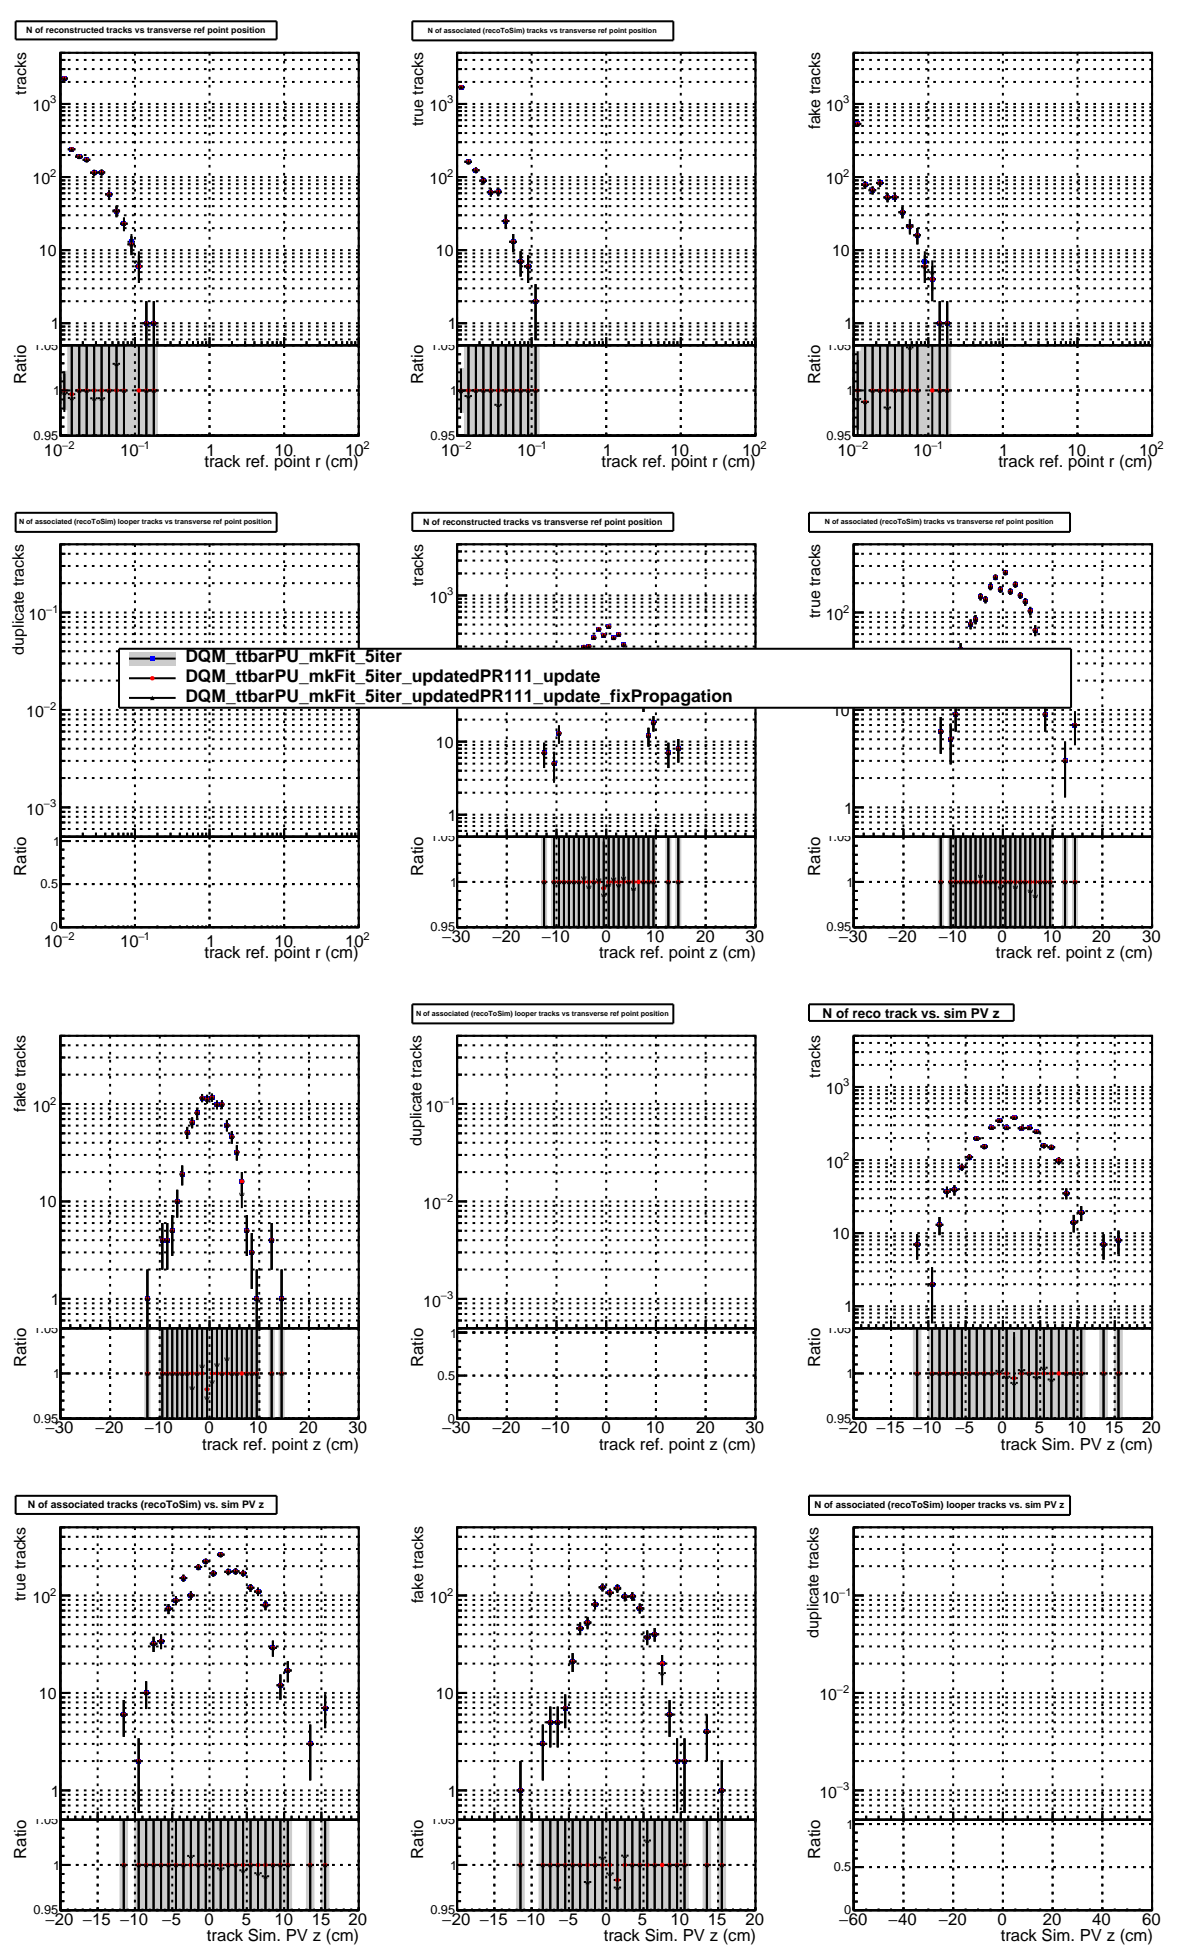 N of reconstructed tracks vs transverse ref point position
N of associated (recoToSim) tracks vs transverse ref point position
tracks
10³
10²
10
1
Ratio
1.05
1
0.95
10⁻² 10⁻¹ 1 10 10²
track ref. point r (cm)
true tracks
10³
10²
10
1
Ratio
1.05
1
0.95
10⁻² 10⁻¹ 1 10 10²
track ref. point r (cm)
fake tracks
10³
10²
10
1
Ratio
1.05
1
0.95
10⁻² 10⁻¹ 1 10 10²
track ref. point r (cm)
N of associated (recoToSim) looper tracks vs transverse ref point position
N of reconstructed tracks vs transverse ref point position
N of associated (recoToSim) tracks vs transverse ref point position
duplicate tracks
10⁻¹
10⁻²
10⁻³
Ratio
1
0.5
0
10⁻² 10⁻¹ 1 10 10²
track ref. point r (cm)
tracks
10³
10
1
Ratio
1.05
1
0.95
−30 −20 −10 0 10 20 30
track ref. point z (cm)
true tracks
10²
10
1
Ratio
1.05
1
0.95
−30 −20 −10 0 10 20 30
track ref. point z (cm)
DQM_ttbarPU_mkFit_5iter
DQM_ttbarPU_mkFit_5iter_updatedPR111_update
DQM_ttbarPU_mkFit_5iter_updatedPR111_update_fixPropagation
N of associated (recoToSim) looper tracks vs transverse ref point position
N of reco track vs. sim PV z
fake tracks
10²
10
1
Ratio
1.05
1
0.95
−30 −20 −10 0 10 20 30
track ref. point z (cm)
duplicate tracks
10⁻¹
10⁻²
10⁻³
Ratio
1
0.5
0
−30 −20 −10 0 10 20 30
track ref. point z (cm)
tracks
10³
10²
10
1
Ratio
1.05
1
0.95
−20 −15 −10 −5 0 5 10 15 20
track Sim. PV z (cm)
N of associated tracks (recoToSim) vs. sim PV z
N of associated (recoToSim) looper tracks vs. sim PV z
true tracks
10²
10
1
Ratio
1.05
1
0.95
−20 −15 −10 −5 0 5 10 15 20
track Sim. PV z (cm)
fake tracks
10²
10
1
Ratio
1.05
1
0.95
−20 −15 −10 −5 0 5 10 15 20
track Sim. PV z (cm)
duplicate tracks
10⁻¹
10⁻²
10⁻³
Ratio
1
0.5
0
−60 −40 −20 0 20 40 60
track Sim. PV z (cm)